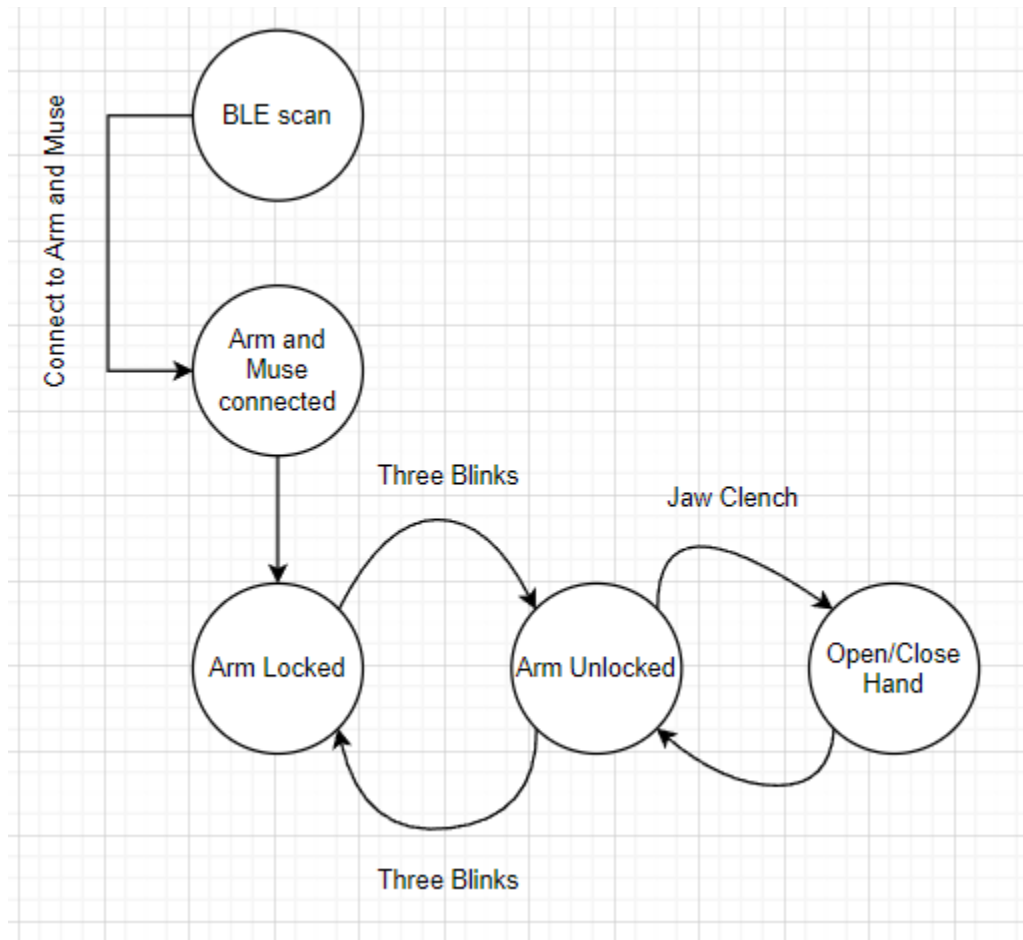 BLE scan
Connect to Arm and Muse
Arm and
Muse
connected
Three Blinks
Jaw Clench
Arm Locked
Arm Unlocked
Open/Close
Hand
Three Blinks